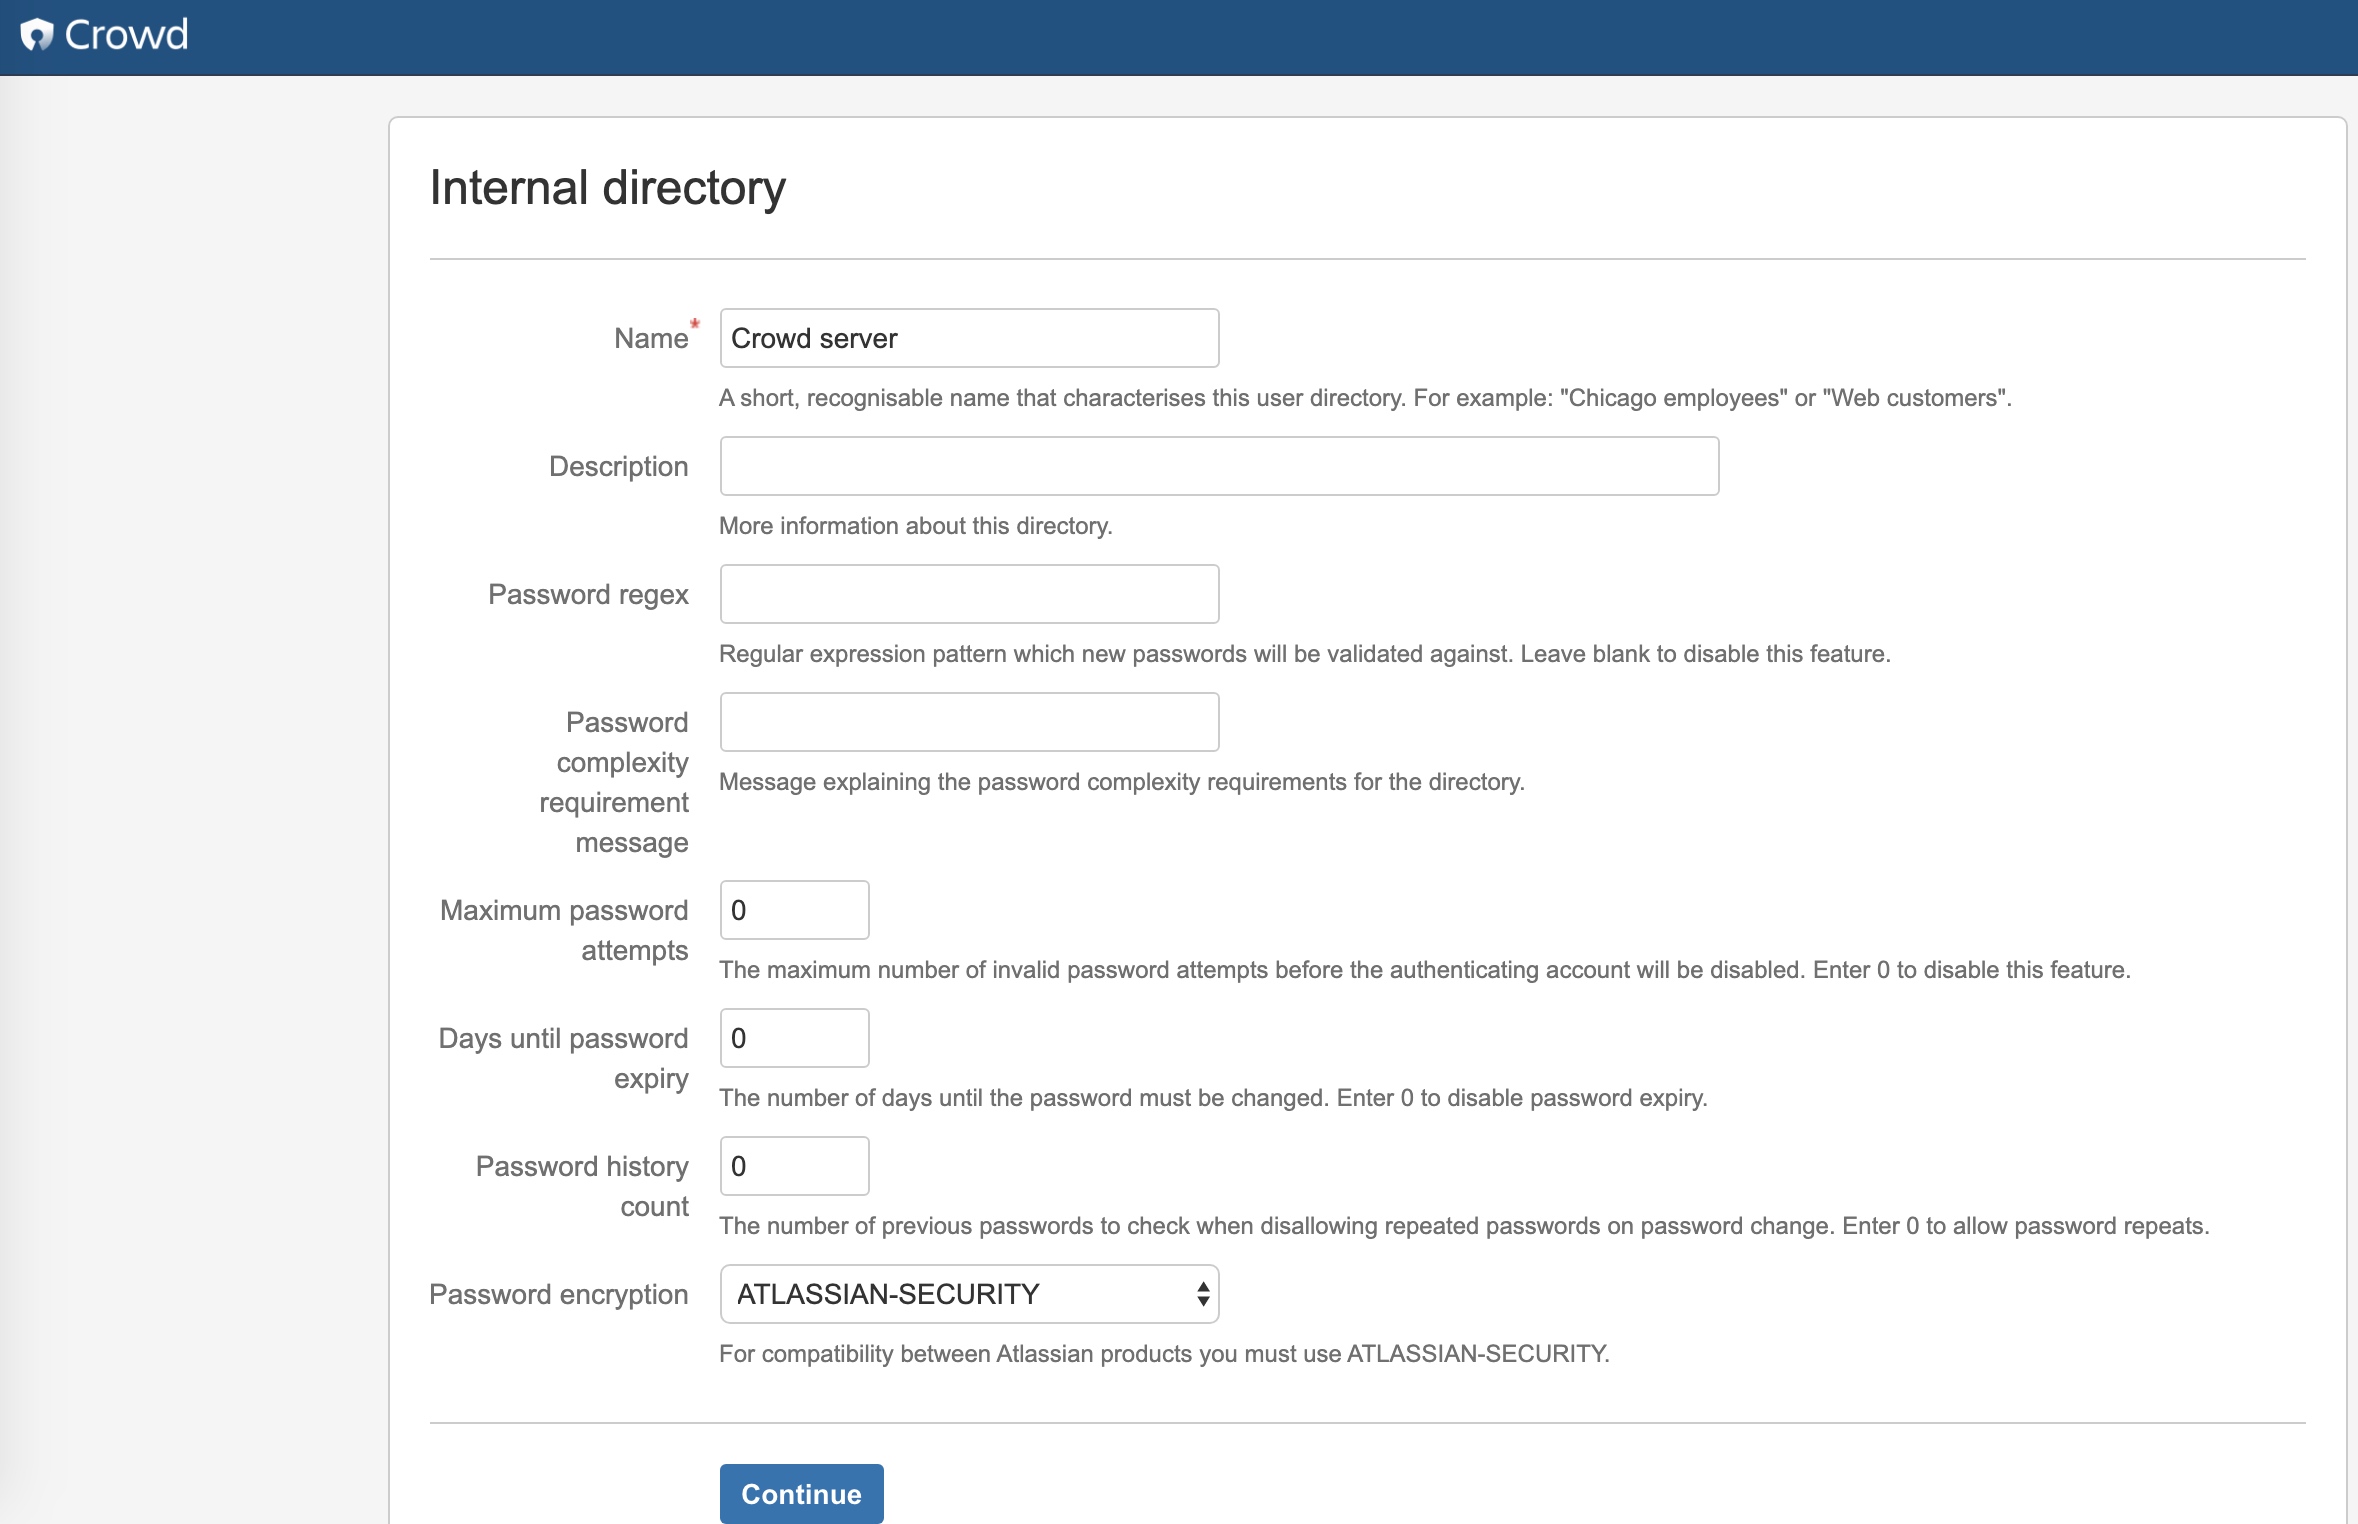 Crowd
Internal directory
Name*
Crowd server
A short, recognisable name that characterises this user directory. For example: "Chicago employees" or "Web customers".
Description
More information about this directory.
Password regex
Regular expression pattern which new passwords will be validated against. Leave blank to disable this feature.
Password
complexity
requirement
message
Message explaining the password complexity requirements for the directory.
Maximum password
attempts
0
The maximum number of invalid password attempts before the authenticating account will be disabled. Enter 0 to disable this feature.
Days until password
expiry
0
The number of days until the password must be changed. Enter 0 to disable password expiry.
Password history
count
0
The number of previous passwords to check when disallowing repeated passwords on password change. Enter 0 to allow password repeats.
Password encryption
ATLASSIAN-SECURITY
For compatibility between Atlassian products you must use ATLASSIAN-SECURITY.
Continue